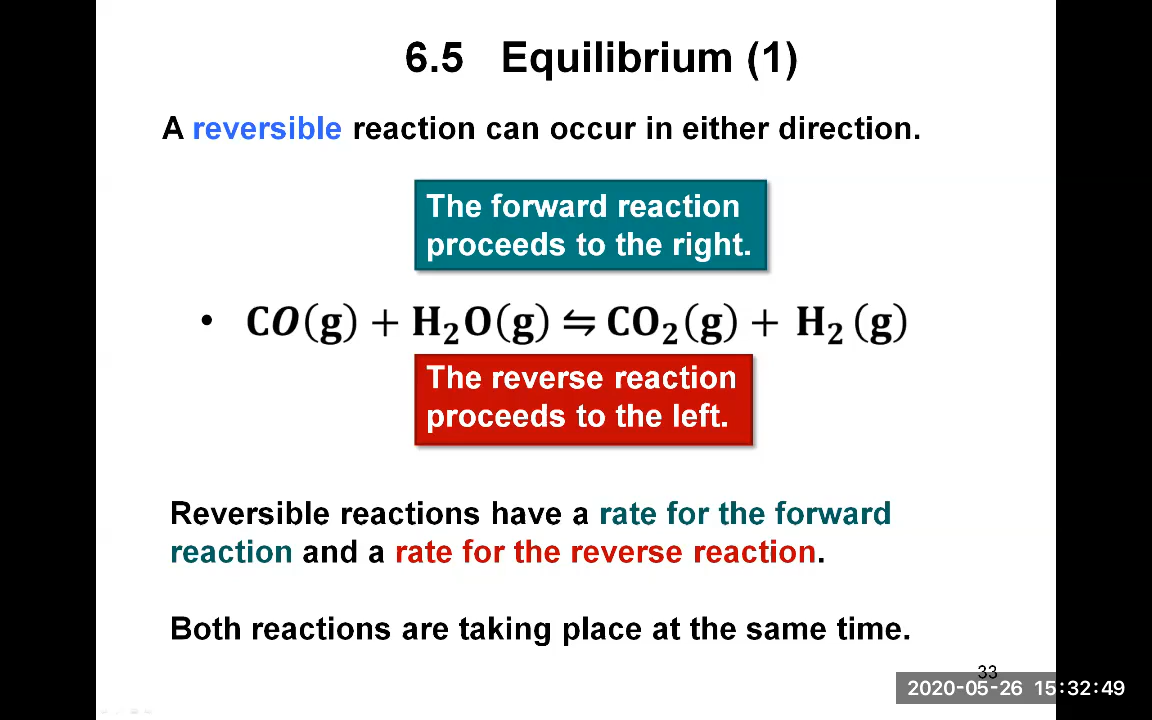 6.5 Equilibrium (1)
A reversible reaction can occur in either direction.
The forward reaction
proceeds to the right.
• CO(g) + H₂O(g) ⇋ CO₂(g) + H₂ (g)
The reverse reaction
proceeds to the left.
Reversible reactions have a rate for the forward
reaction and a rate for the reverse reaction.
Both reactions are taking place at the same time.
33
2020-05-26 15:32:49